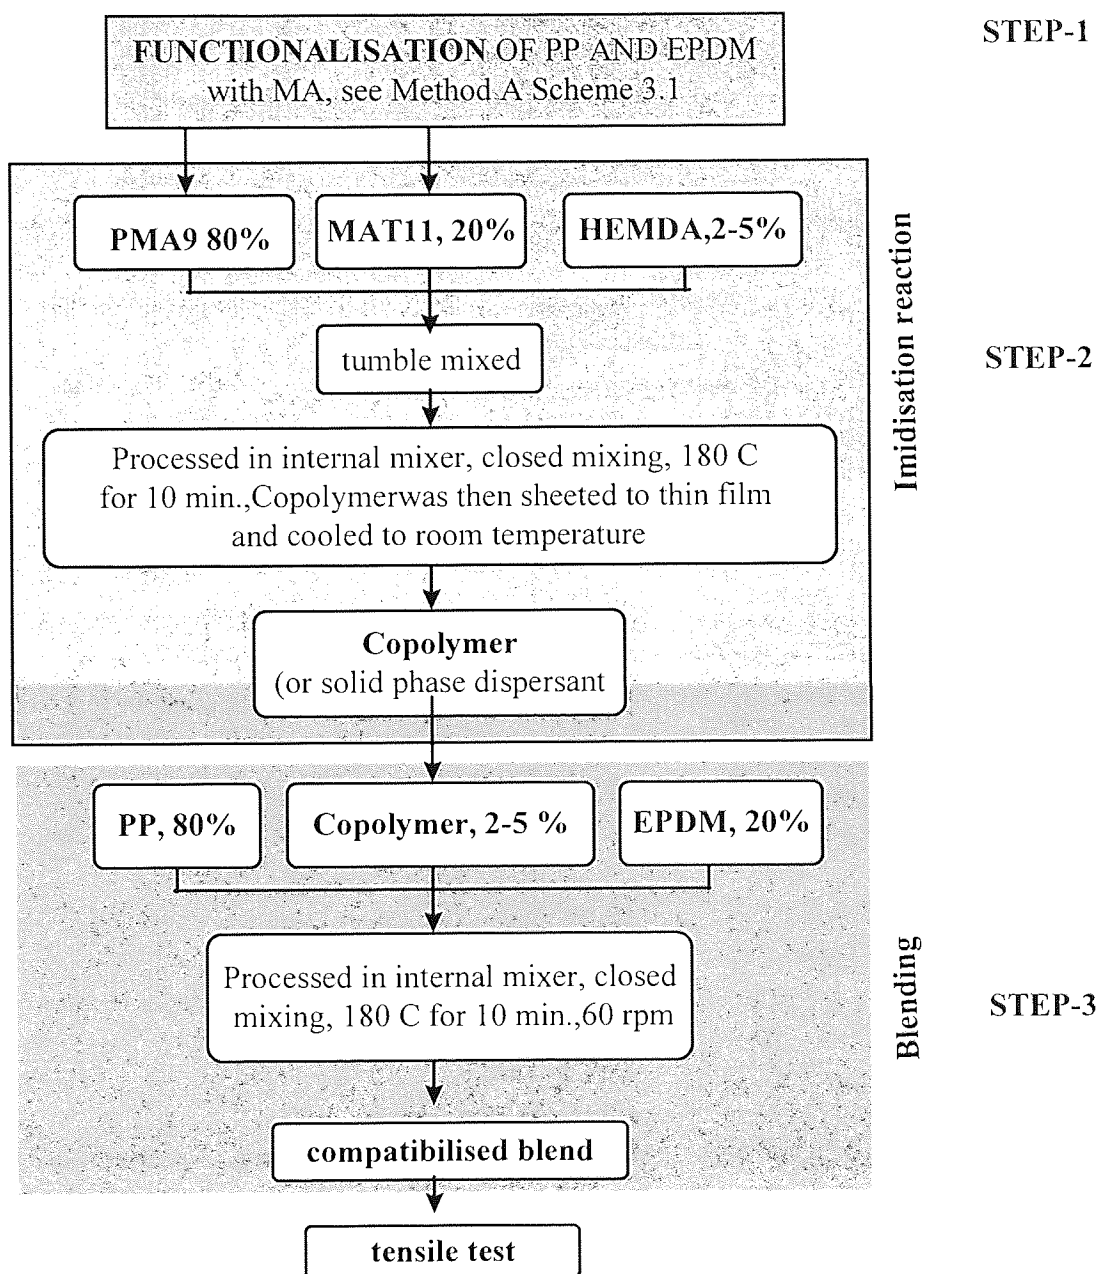 STEP-1
FUNCTIONALISATION OF PP AND EPDM
with MA, see Method A Scheme 3.1
PMA9 80%
MAT11, 20%
HEMDA,2-5%
Imidisation reaction
tumble mixed
STEP-2
Processed in internal mixer, closed mixing, 180 C
for 10 min.,Copolymerwas then sheeted to thin film
and cooled to room temperature
Copolymer
(or solid phase dispersant
PP, 80%
Copolymer, 2-5 %
EPDM, 20%
Blending
Processed in internal mixer, closed
mixing, 180 C for 10 min.,60 rpm
STEP-3
compatibilised blend
tensile test